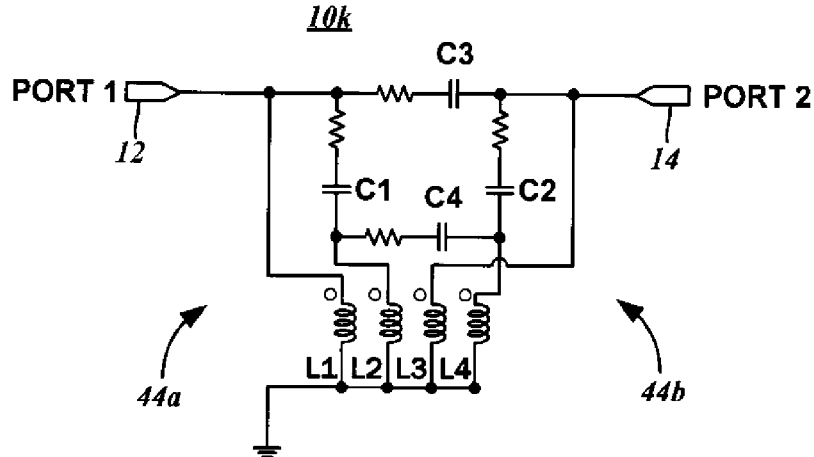 10k
C3
PORT 1
PORT 2
12
14
C1
C4
C2
L1 L2 L3 L4
44a
44b